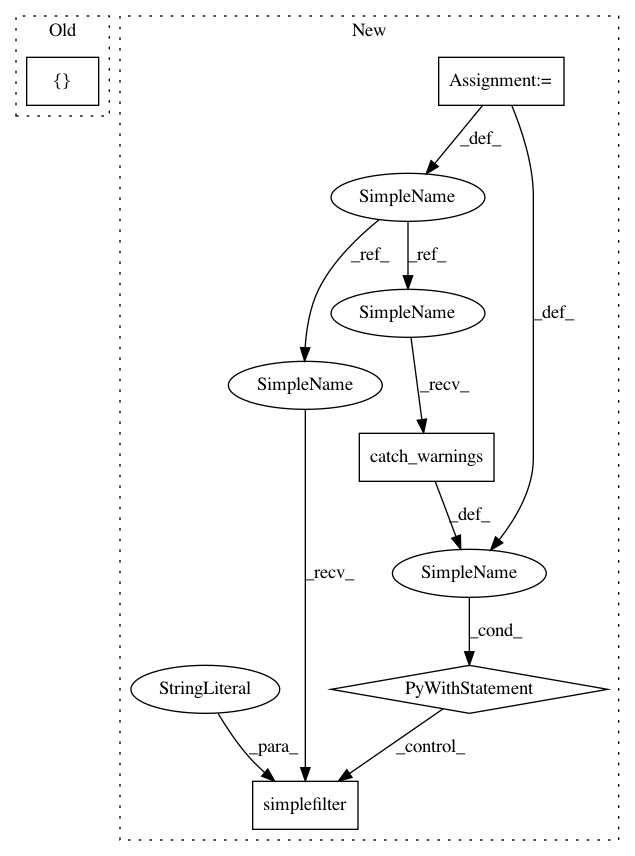 Old
New
{}
Assignment:=
_def_
SimpleName
_ref_
_ref_
SimpleName
_def_
SimpleName
_recv_
catch_warnings
_def_
_recv_
SimpleName
_cond_
StringLiteral
PyWithStatement
_para_
_control_
simplefilter